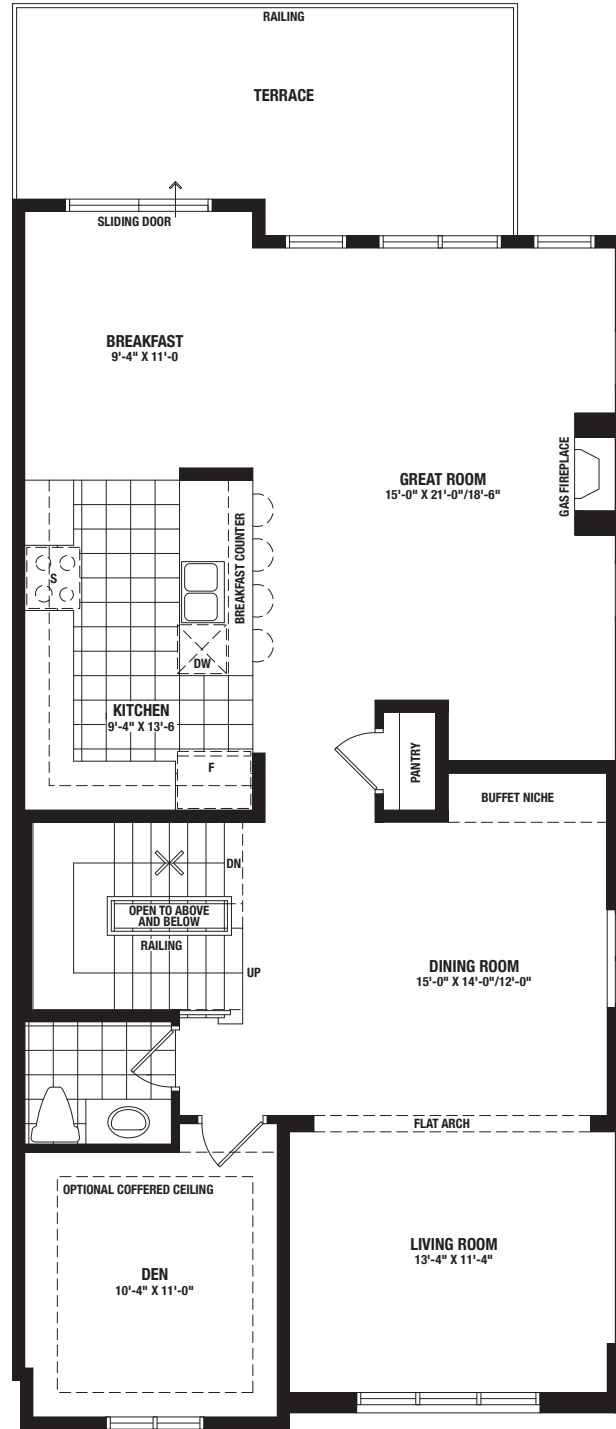 RAILING
TERRACE
SLIDING DOOR
BREAKFAST
9'-4" X 11'-0
GREAT ROOM
15'-0" X 21'-0"/18'-6"
GAS FIREPLACE
BREAKFAST COUNTER
S
DW
KITCHEN
9'-4" X 13'-6
F
PANTRY
BUFFET NICHE
DN
OPEN TO ABOVE
AND BELOW
RAILING
UP
DINING ROOM
15'-0" X 14'-0"/12'-0"
FLAT ARCH
OPTIONAL COFFERED CEILING
LIVING ROOM
13'-4" X 11'-4"
DEN
10'-4" X 11'-0"